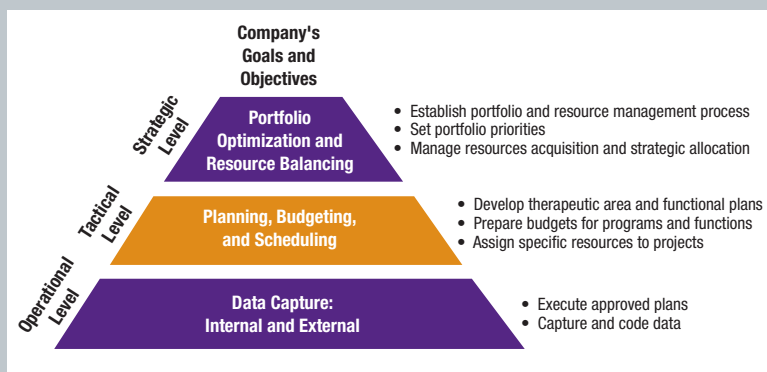 Company's
Goals and
Objectives
Strategic
Level
Portfolio
Optimization and
Resource Balancing
• Establish portfolio and resource management process
• Set portfolio priorities
• Manage resources acquisition and strategic allocation
Tactical
Level
Planning, Budgeting,
and Scheduling
• Develop therapeutic area and functional plans
• Prepare budgets for programs and functions
• Assign specific resources to projects
Operational
Level
Data Capture:
Internal and External
• Execute approved plans
• Capture and code data